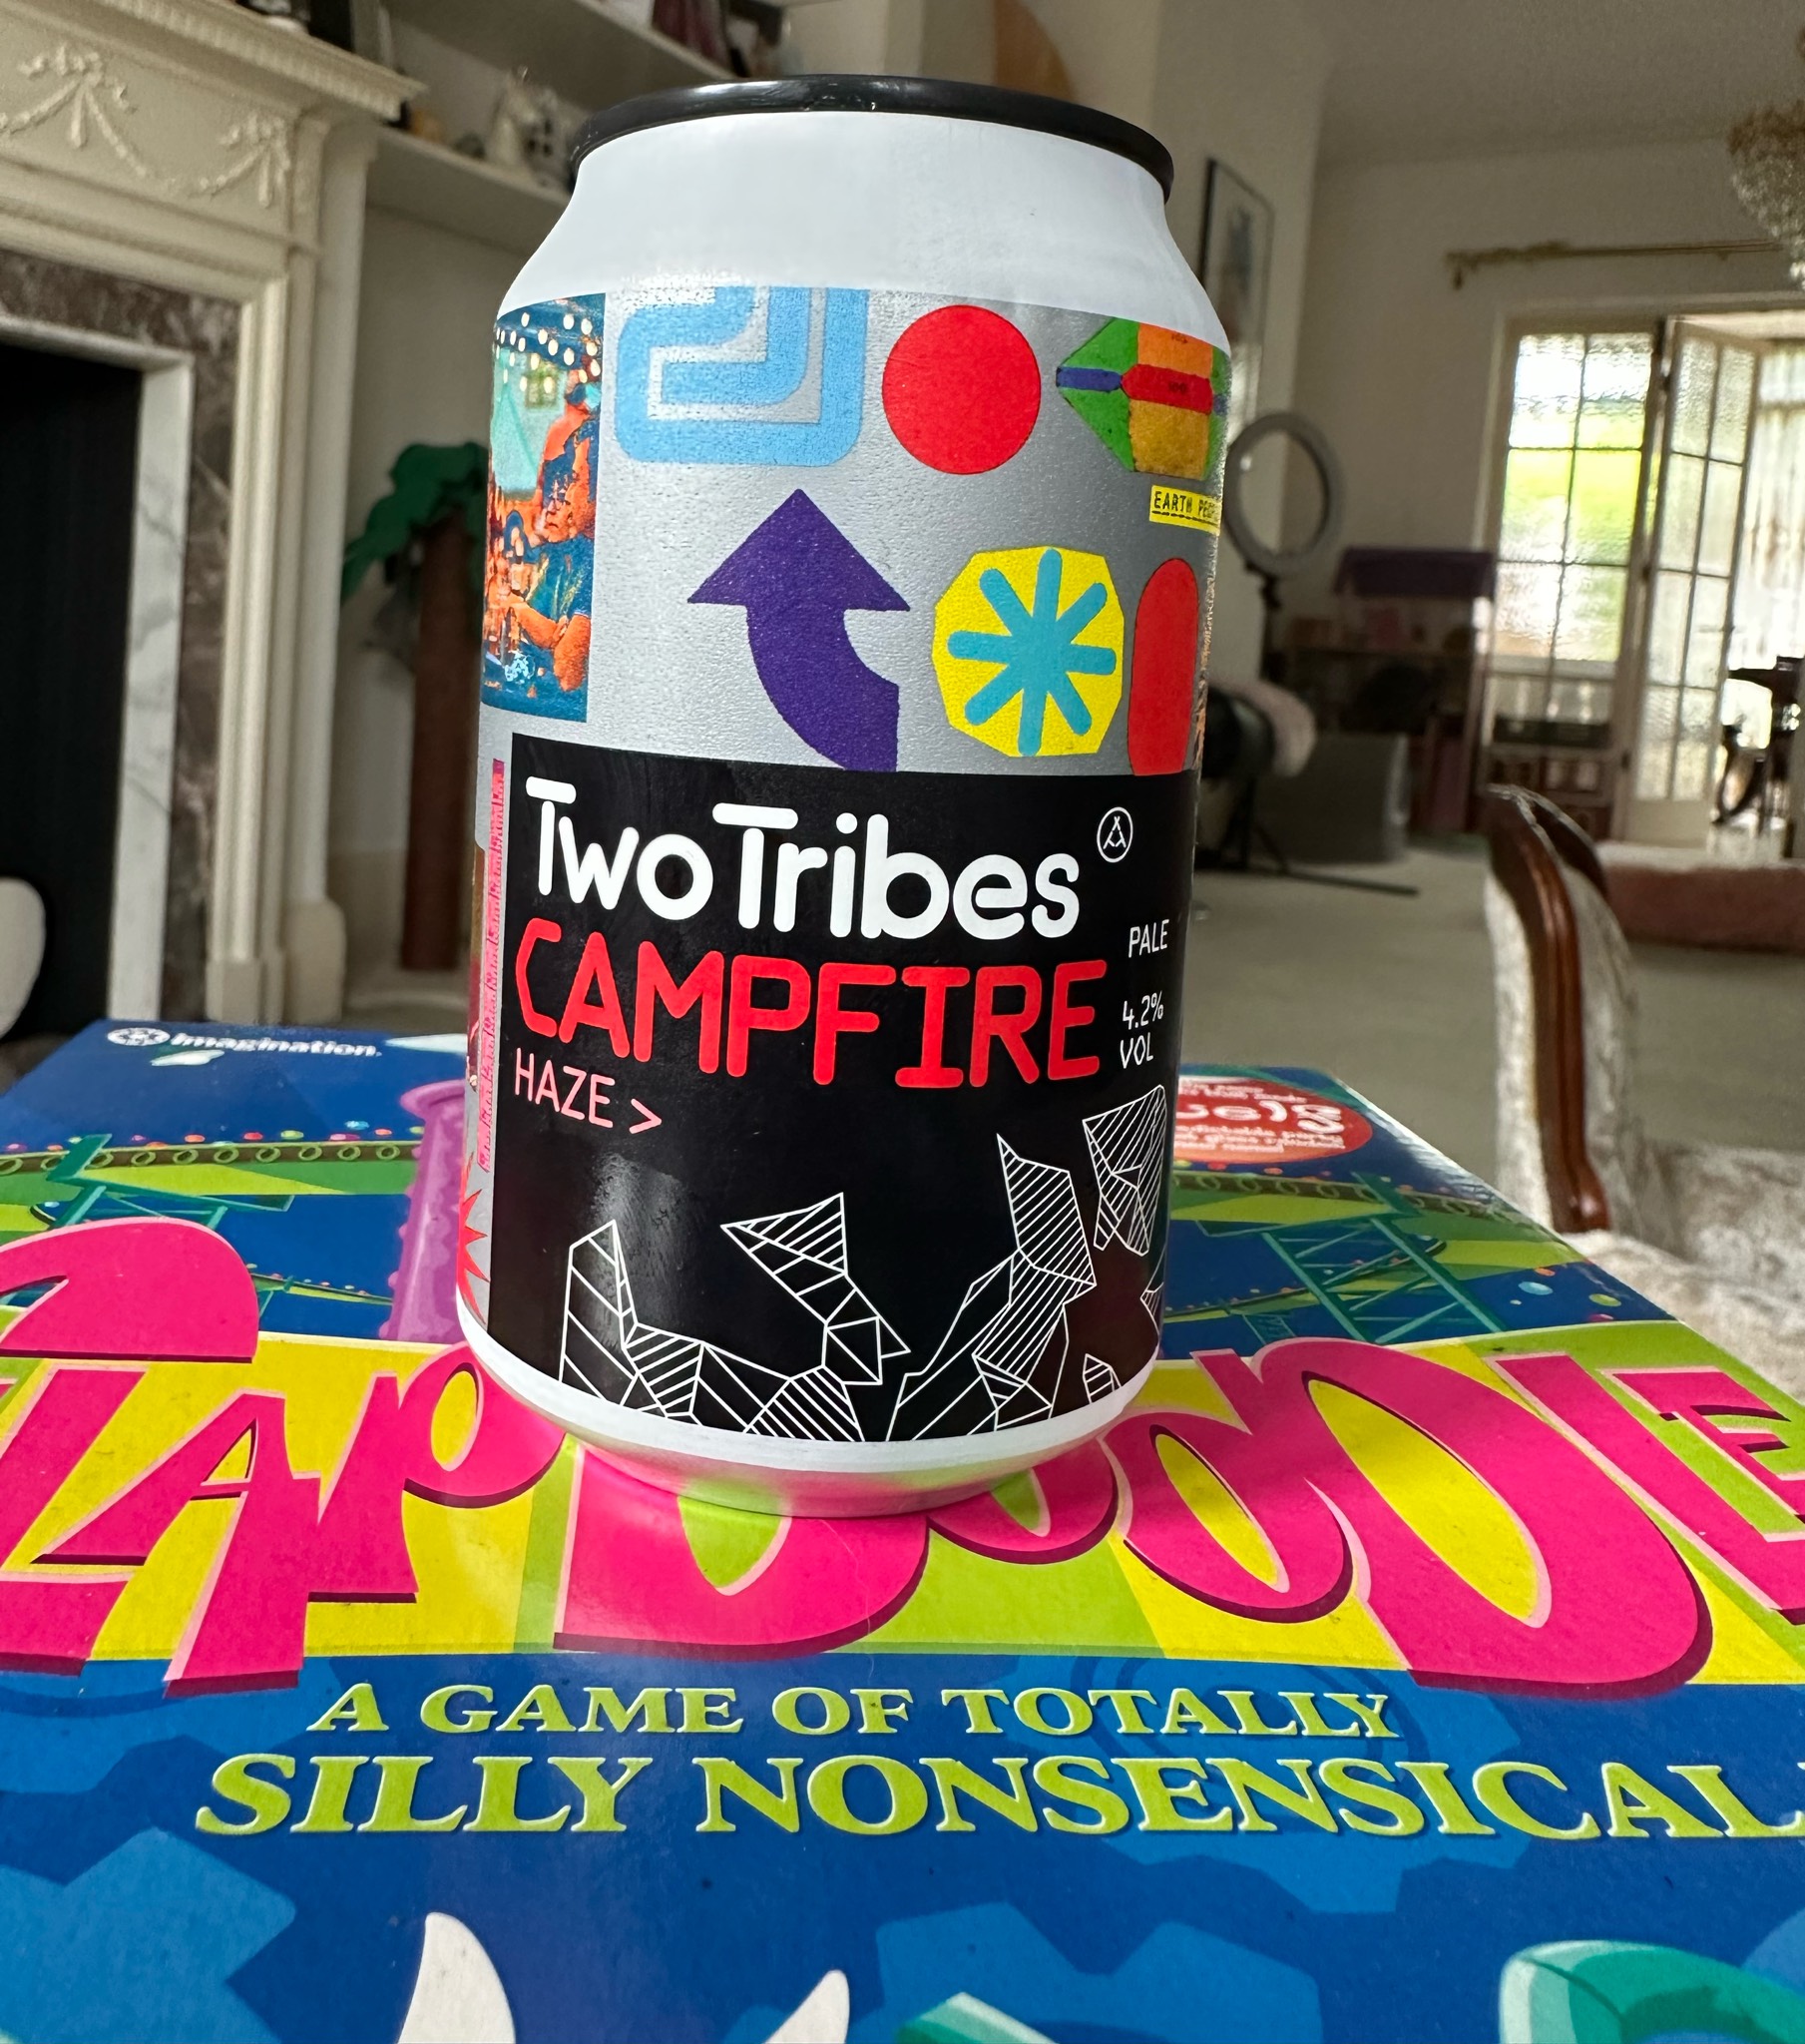 EARTH
Two Tribes
CAMPFIRE
PALE
4.2%
VOL
HAZE >
imagination
A GAME OF TOTALLY
SILLY NONSENSICAL